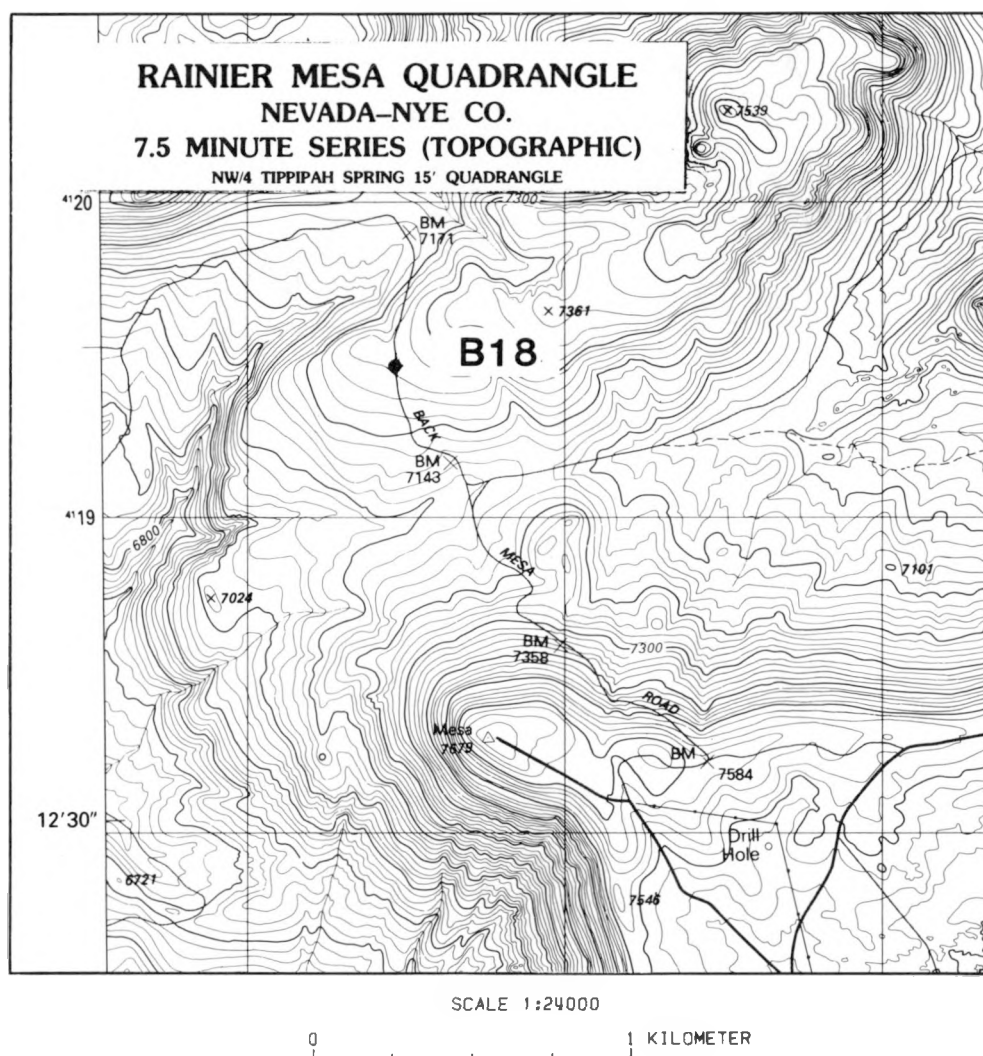 RAINIER MESA QUADRANGLE
NEVADA–NYE CO.
7.5 MINUTE SERIES (TOPOGRAPHIC)
NW/4 TIPPIPAH SPRING 15' QUADRANGLE
7539
7300
⁴120
BM
7171
7361
B18
BACK
BM
7143
⁴119
6800
MESA
7101
7024
BM
7358
7300
ROAD
Mesa
7679
BM
7584
12'30"
Drill
Hole
6721
7546
SCALE 1:24000
0 1 KILOMETER